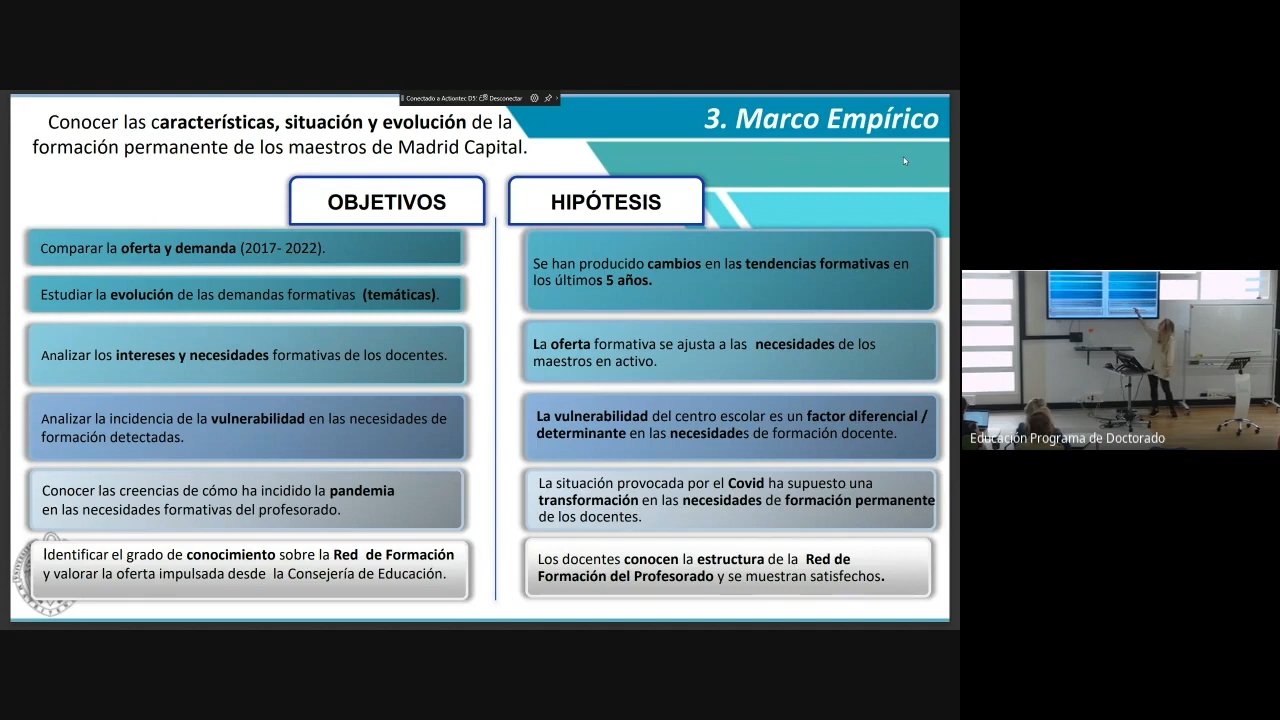 Conectado a Actiontec D5:
Desconectar
3. Marco Empírico
Conocer las características, situación y evolución de la
formación permanente de los maestros de Madrid Capital.
OBJETIVOS
Comparar la oferta y demanda (2017- 2022).
Estudiar la evolución de las demandas formativas (temáticas).
Analizar los intereses y necesidades formativas de los docentes.
Analizar la incidencia de la vulnerabilidad en las necesidades de
formación detectadas.
Conocer las creencias de cómo ha incidido la pandemia
en las necesidades formativas del profesorado.
Identificar el grado de conocimiento sobre la Red de Formación
y valorar la oferta impulsada desde la Consejería de Educación.
HIPÓTESIS
Se han producido cambios en las tendencias formativas en
los últimos 5 años.
La oferta formativa se ajusta a las necesidades de los
maestros en activo.
La vulnerabilidad del centro escolar es un factor diferencial /
determinante en las necesidades de formación docente.
La situación provocada por el Covid ha supuesto una
transformación en las necesidades de formación permanente
de los docentes.
Los docentes conocen la estructura de la Red de
Formación del Profesorado y se muestran satisfechos.
Educación Programa de Doctorado